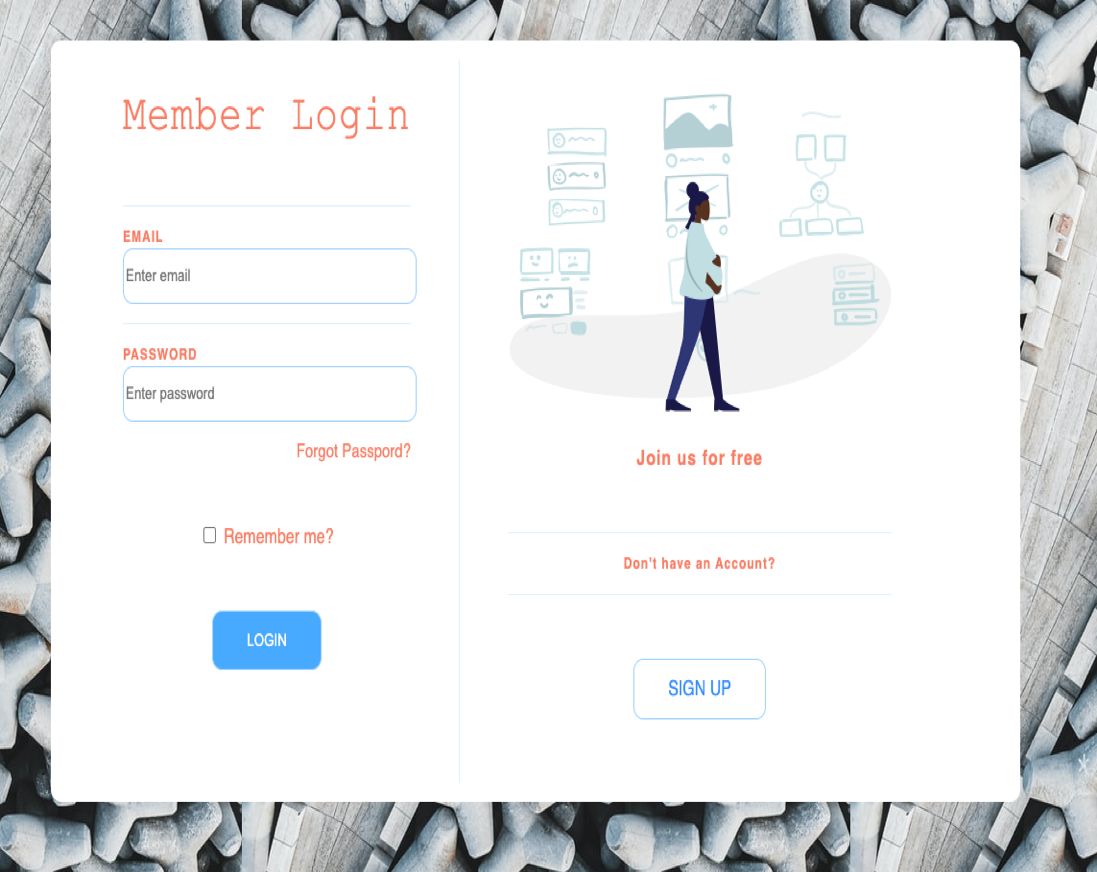 Member Login
EMAIL
Enter email
PASSWORD
Enter password
Forgot Passpord?
Remember me?
LOGIN
Join us for free
Don't have an Account?
SIGN UP